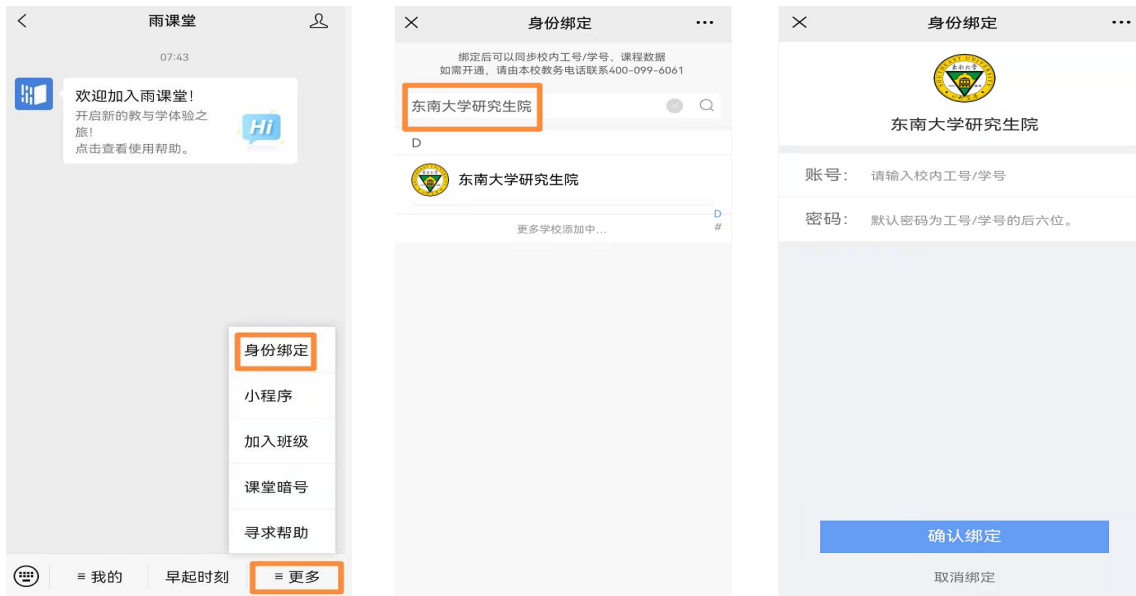 雨课堂
07:43
欢迎加入雨课堂!
开启新的教与学体验之
旅!
点击查看使用帮助。
Hi
身份绑定
小程序
加入班级
课堂暗号
寻求帮助
≡ 我的
早起时刻
≡ 更多
身份绑定
绑定后可以同步校内工号/学号、课程数据
如需开通，请由本校教务电话联系400-099-6061
东南大学研究生院
D
东南大学研究生院
D
#
更多学校添加中...
身份绑定
东南大学研究生院
账号: 请输入校内工号/学号
密码: 默认密码为工号/学号的后六位。
确认绑定
取消绑定